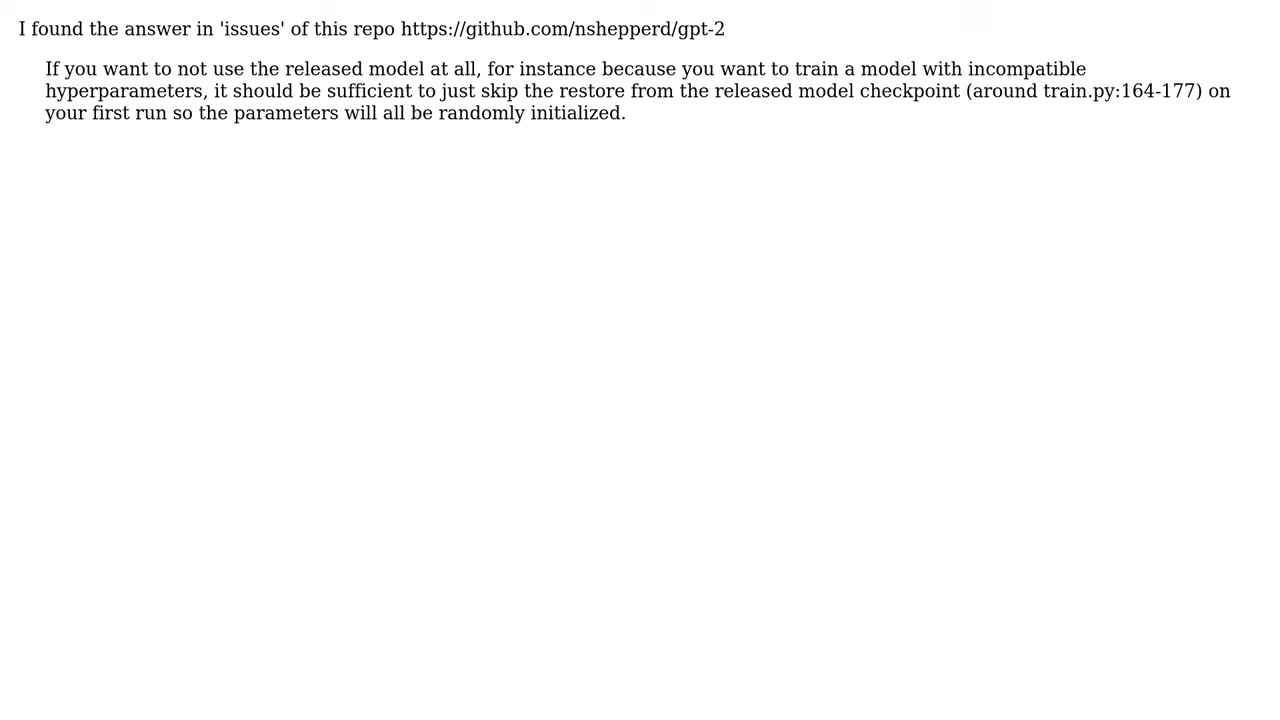 I found the answer in 'issues' of this repo https://github.com/nshepperd/gpt-2
If you want to not use the released model at all, for instance because you want to train a model with incompatible
hyperparameters, it should be sufficient to just skip the restore from the released model checkpoint (around train.py:164-177) on
your first run so the parameters will all be randomly initialized.